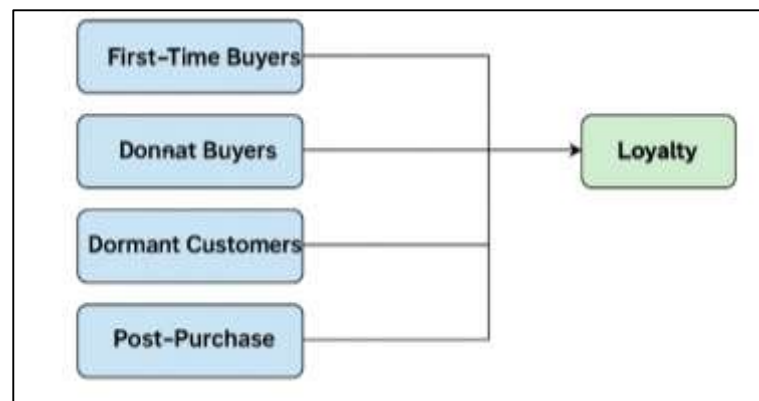 First-Time Buyers
Donnat Buyers
Loyalty
Dormant Customers
Post-Purchase